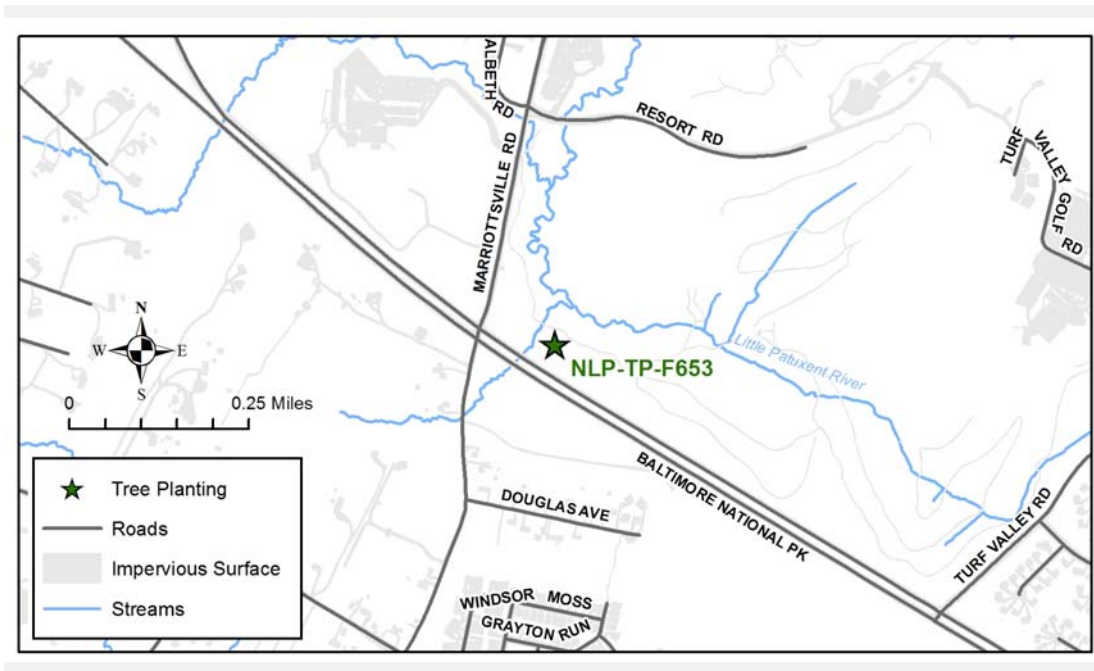 ALBETH RD
RESORT RD
MARRIOTTSVILLE RD
TURF VALLEY GOLF RD
N
W E
S
0 0.25 Miles
NLP-TP-F653
Little Patuxent River
BALTIMORE NATIONAL PK
DOUGLAS AVE
TURF VALLEY RD
WINDSOR MOSS
GRAYTON RUN
Tree Planting
Roads
Impervious Surface
Streams